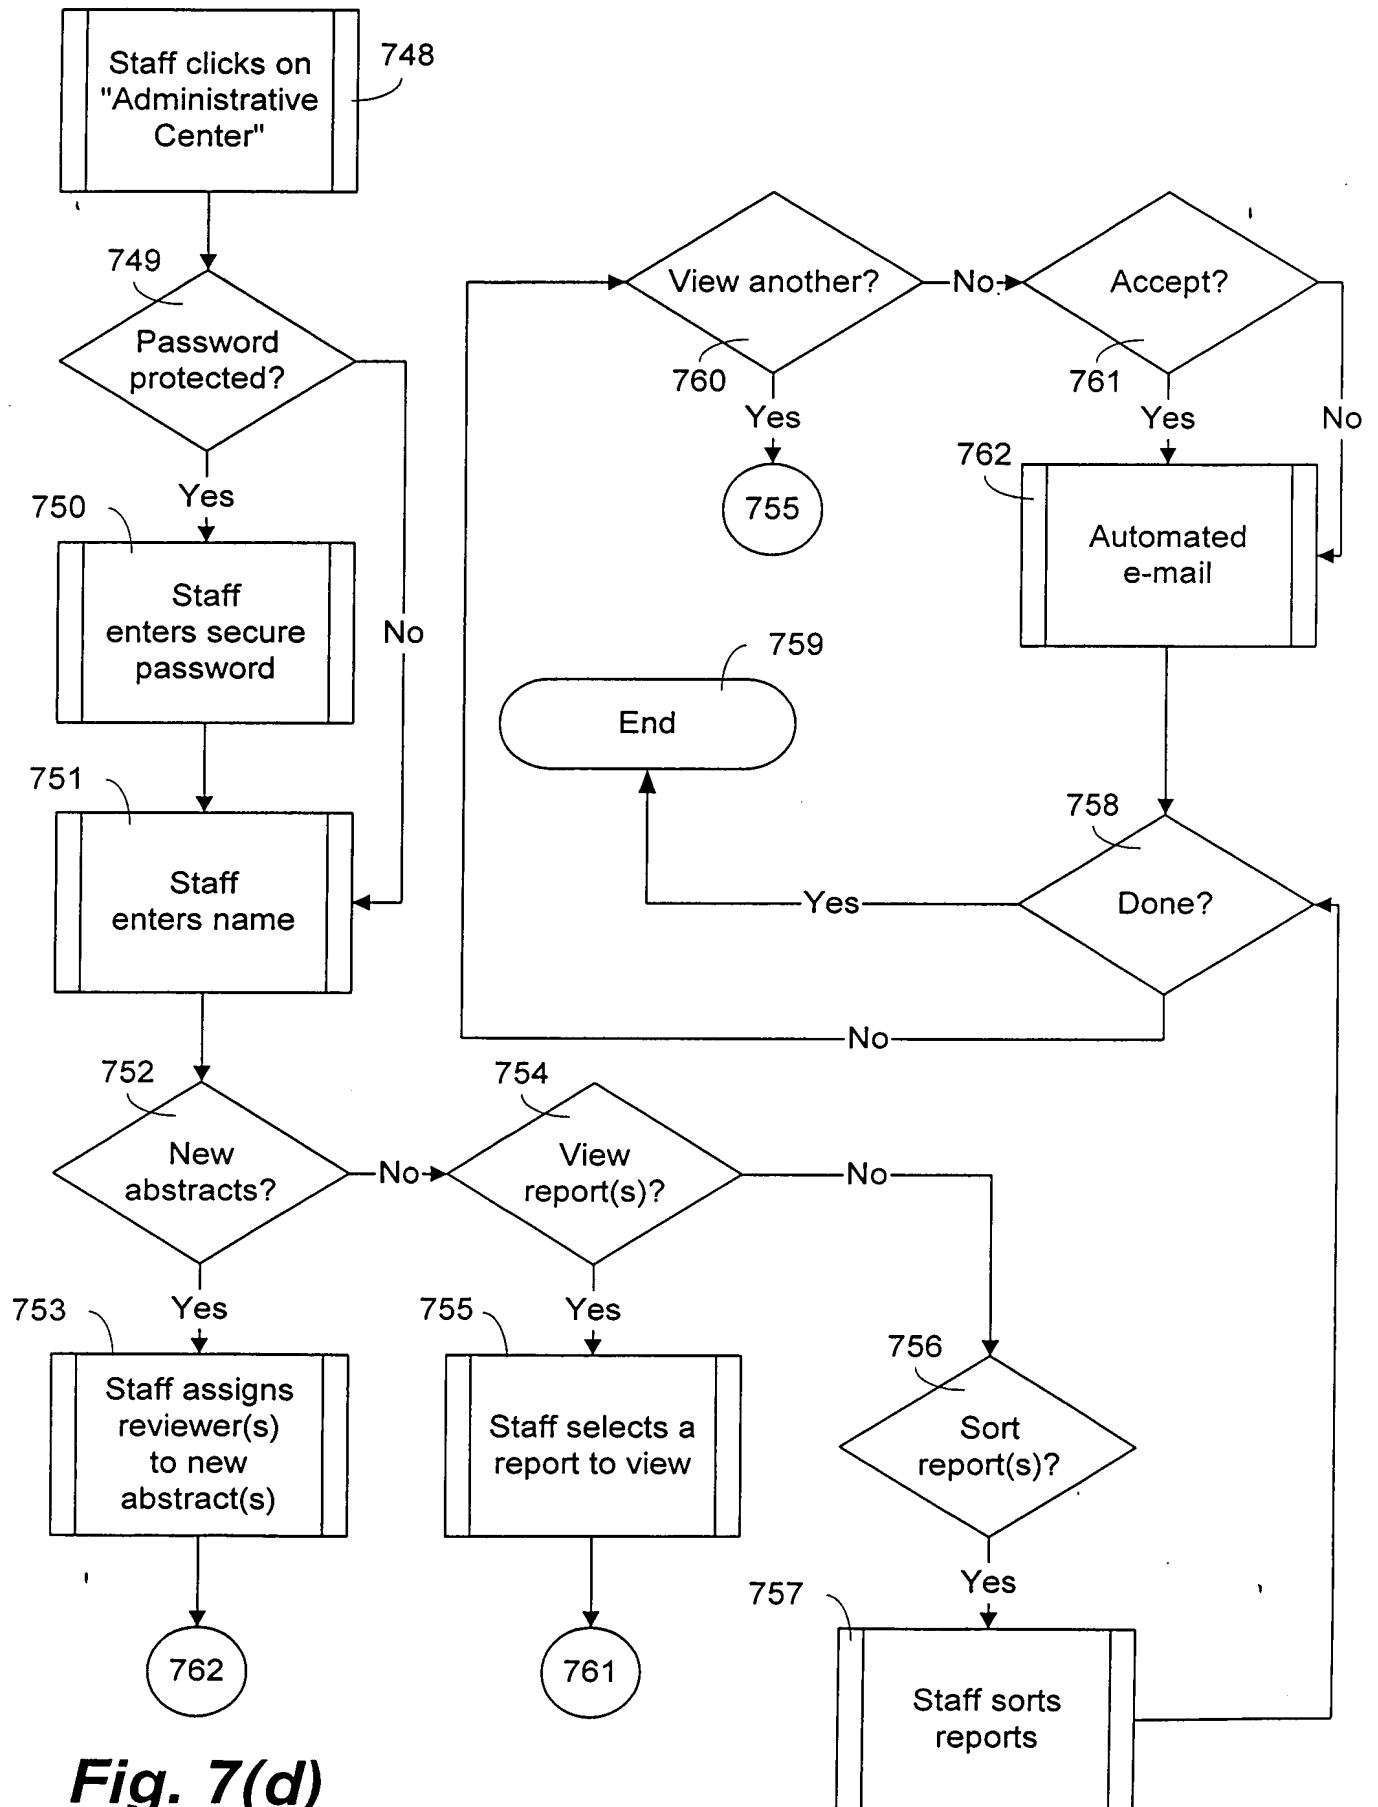 Staff clicks on
"Administrative
Center"
748
749
Password
protected?
Yes
No
750
Staff
enters secure
password
751
Staff
enters name
752
New
abstracts?
No
Yes
753
Staff assigns
reviewer(s)
to new
abstract(s)
762
754
View
report(s)?
No
Yes
755
Staff selects a
report to view
761
756
Sort
report(s)?
Yes
757
Staff sorts
reports
View another?
760
No
Yes
755
Accept?
761
Yes
No
762
Automated
e-mail
758
Done?
Yes
No
759
End
Fig. 7(d)